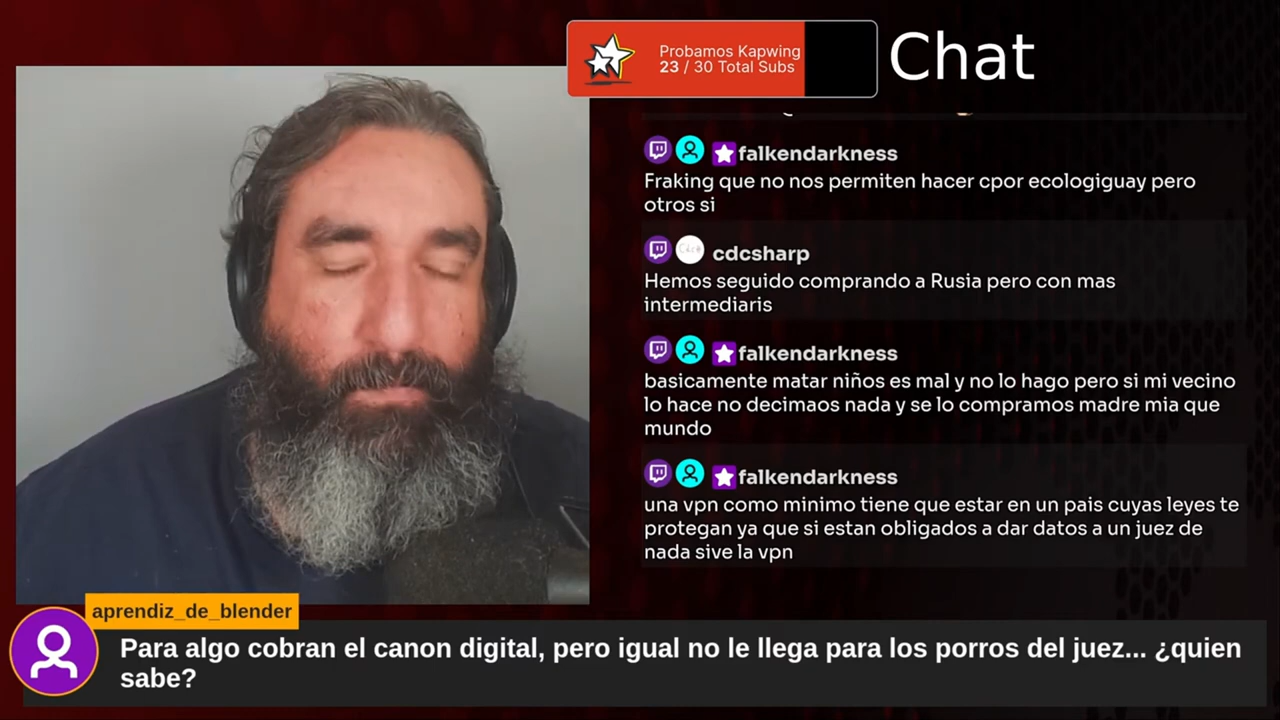 Probamos Kapwing
23 / 30 Total Subs
Chat
falkendarkness
Fraking que no nos permiten hacer cpor ecologiguay pero
otros si
cdcsharp
Hemos seguido comprando a Rusia pero con mas
intermediaris
falkendarkness
basicamente matar niños es mal y no lo hago pero si mi vecino
lo hace no decimaos nada y se lo compramos madre mia que
mundo
falkendarkness
una vpn como minimo tiene que estar en un pais cuyas leyes te
protegan ya que si estan obligados a dar datos a un juez de
nada sive la vpn
aprendiz_de_blender
Para algo cobran el canon digital, pero igual no le llega para los porros del juez... ¿quien
sabe?